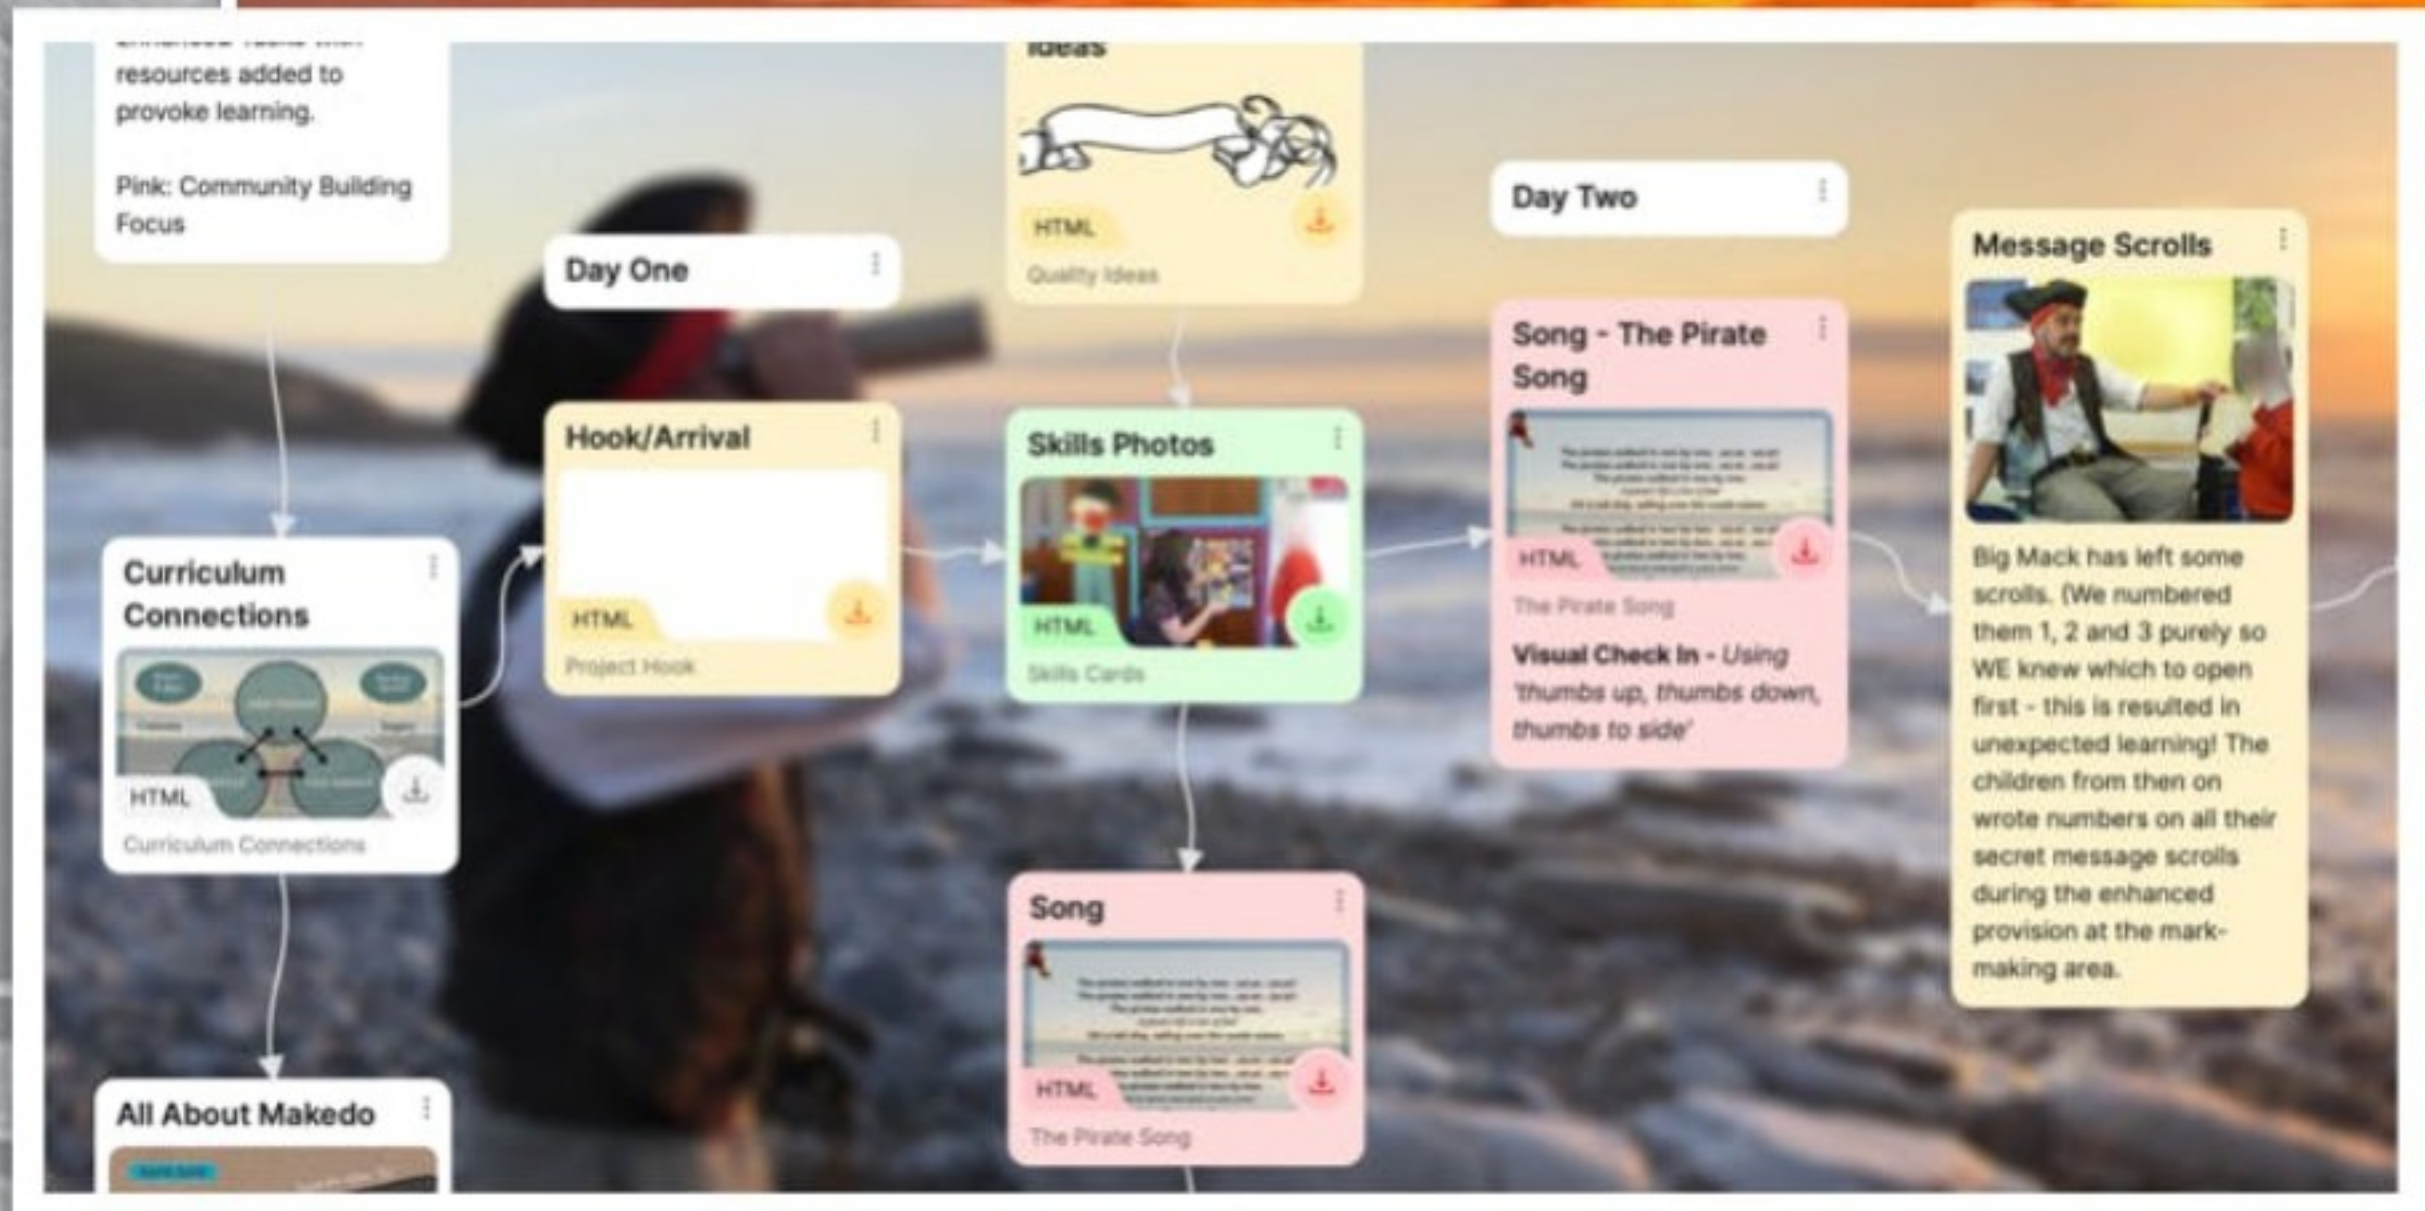 resources added to
provoke learning.
Pink: Community Building
Focus
Curriculum
Connections
HTML
Curriculum Connections
All About Makedo
Day One
Hook/Arrival
HTML
Project Hook
Ideas
HTML
Quality Ideas
Skills Photos
HTML
Skills Cards
Song
HTML
The Pirate Song
Day Two
Song - The Pirate
Song
HTML
The Pirate Song
Visual Check In - Using
'thumbs up, thumbs down,
thumbs to side'
Message Scrolls
Big Mack has left some
scrolls. (We numbered
them 1, 2 and 3 purely so
WE knew which to open
first - this is resulted in
unexpected learning! The
children from then on
wrote numbers on all their
secret message scrolls
during the enhanced
provision at the mark-
making area.